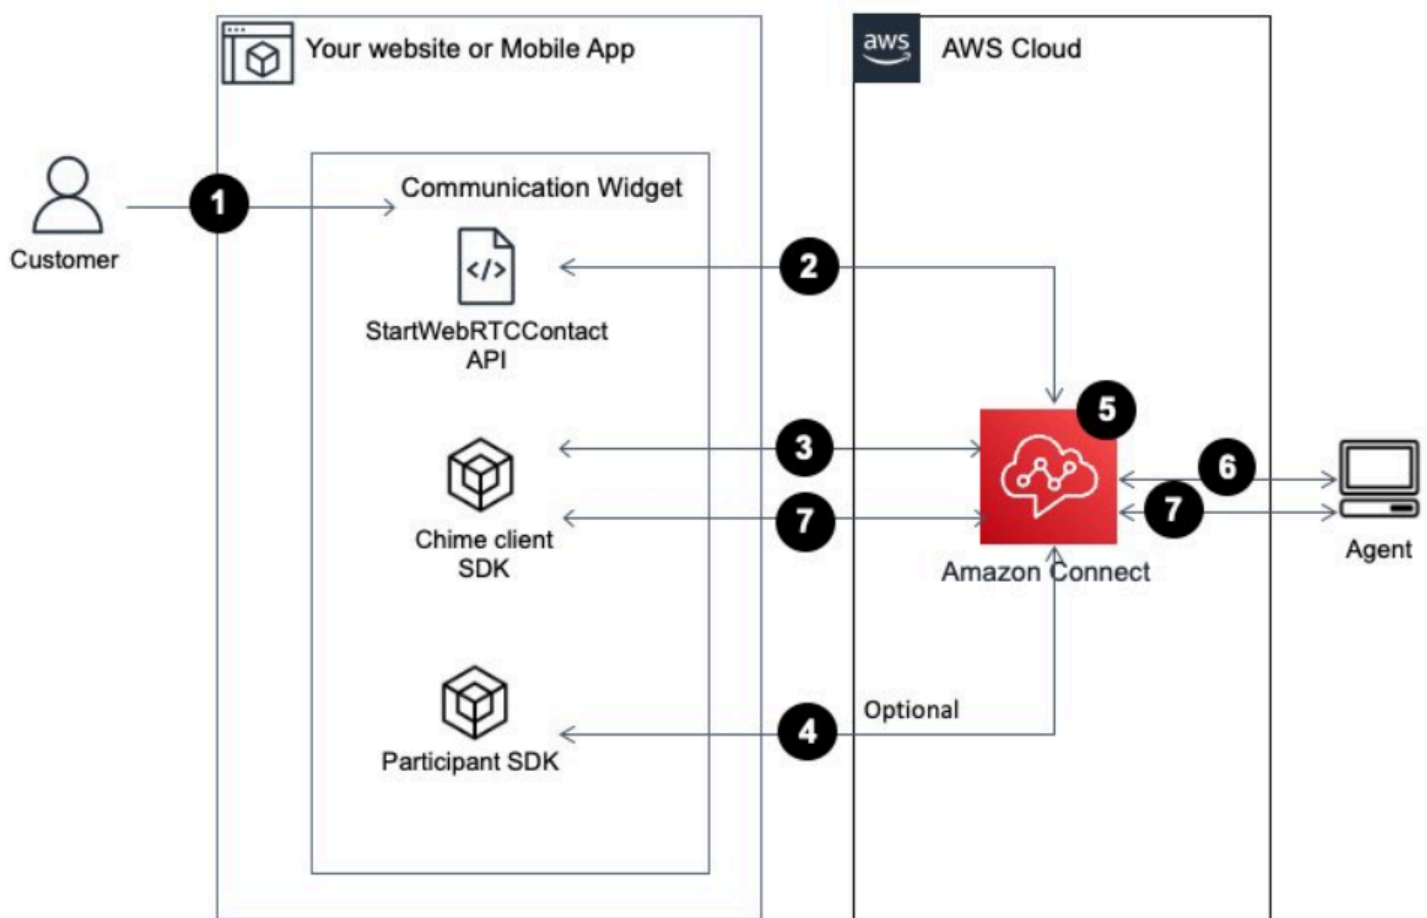 Your website or Mobile App
aws
AWS Cloud
Communication Widget
1
Customer
2
</>
StartWebRTCContact
API
5
3
6
7
7
Chime client
SDK
Amazon Connect
Agent
Optional
4
Participant SDK